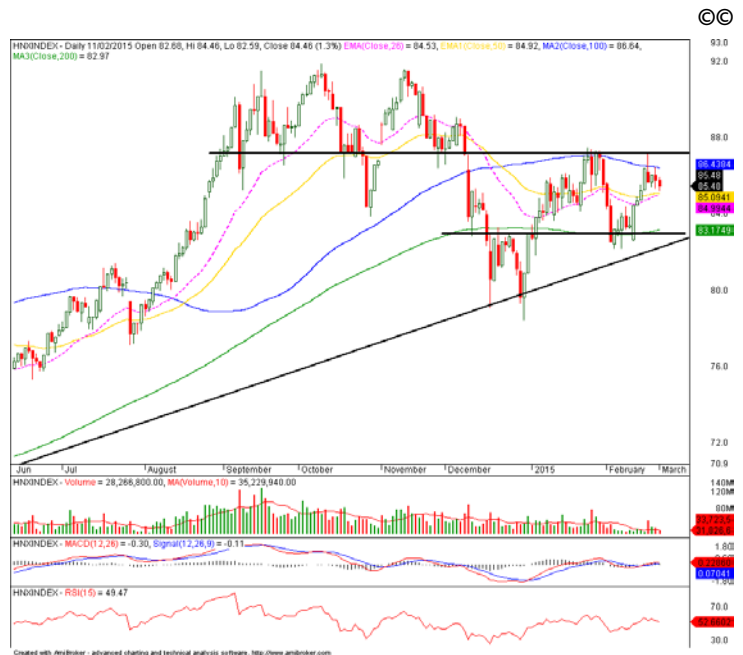 ©©
HNXINDEX - Daily 11/02/2015 Open 82.68, Hi 84.46, Lo 82.59, Close 84.46 (1.3%) EMA(Close,26) = 84.53, EMA1(Close,50) = 84.92, MA2(Close,100) = 86.64,
MA3(Close,200) = 82.97
93.0
92.0
88.0
86.4384
85.48
85.48
85.0941
84.9344
84.0
83.1749
80.0
76.0
72.0
70.9
Jun Jul August September October November December 2015 February March
HNXINDEX - Volume = 28,266,800.00, MA(Volume,10) = 35,229,940.00
140M
120M
80M
HNXINDEX - MACD(12,26) = -0.30, Signal(12,26,9) = -0.11
0.07041
HNXINDEX - RSI(15) = 49.47
70.0
30.0
Created with AmiBroker - advanced charting and technical analysis software. http://www.amibroker.com